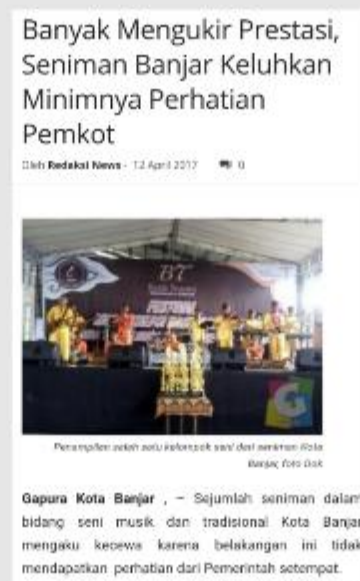 Banyak Mengukir Prestasi,
Seniman Banjar Keluhkan
Minimnya Perhatian
Pemkot
Oleh Redaksi News - 12 April 2017 0
BT
Penampilan salah satu kelompok seni dari seniman Kota
Banjar, foto Dok
Gapura Kota Banjar , – Sejumlah seniman dalam
bidang seni musik dan tradisional Kota Banjar
mengaku kecewa karena belakangan ini tidak
mendapatkan perhatian dari Pemerintah setempat.